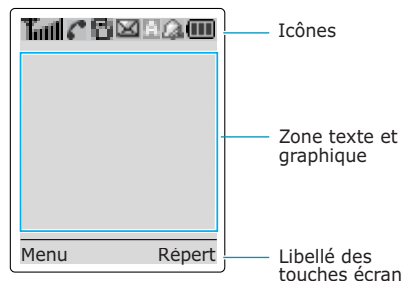 Icônes
Zone texte et
graphique
Menu Répert
Libellé des
touches écran